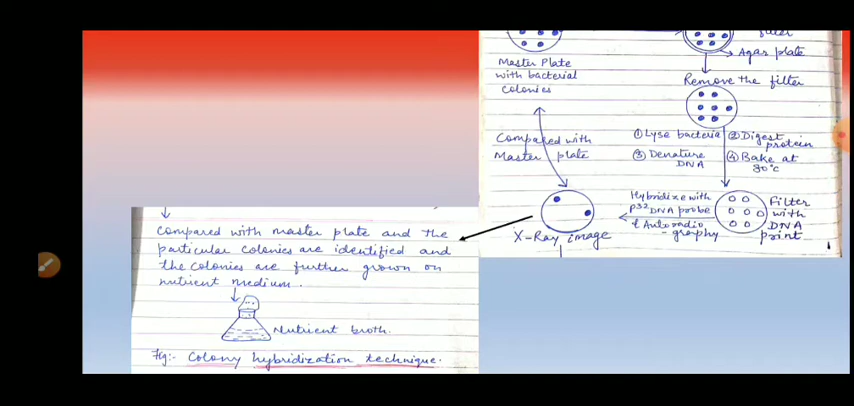 filter
Agar plate
Master Plate
with bacterial
colonies
Remove the filter
Compared with
Master plate
① Lyse bacteria ② Digest
protein
③ Denature
DNA
④ Bake at
80°C
Hybridize with
P³² DNA probe
& Autoradio
-graphy
Filter
with
DNA
print
X-Ray image
Compared with master plate and the
particular colonies are identified and
the colonies are further grown on
nutrient medium.
Nutrient broth.
Fig:- Colony hybridization technique.